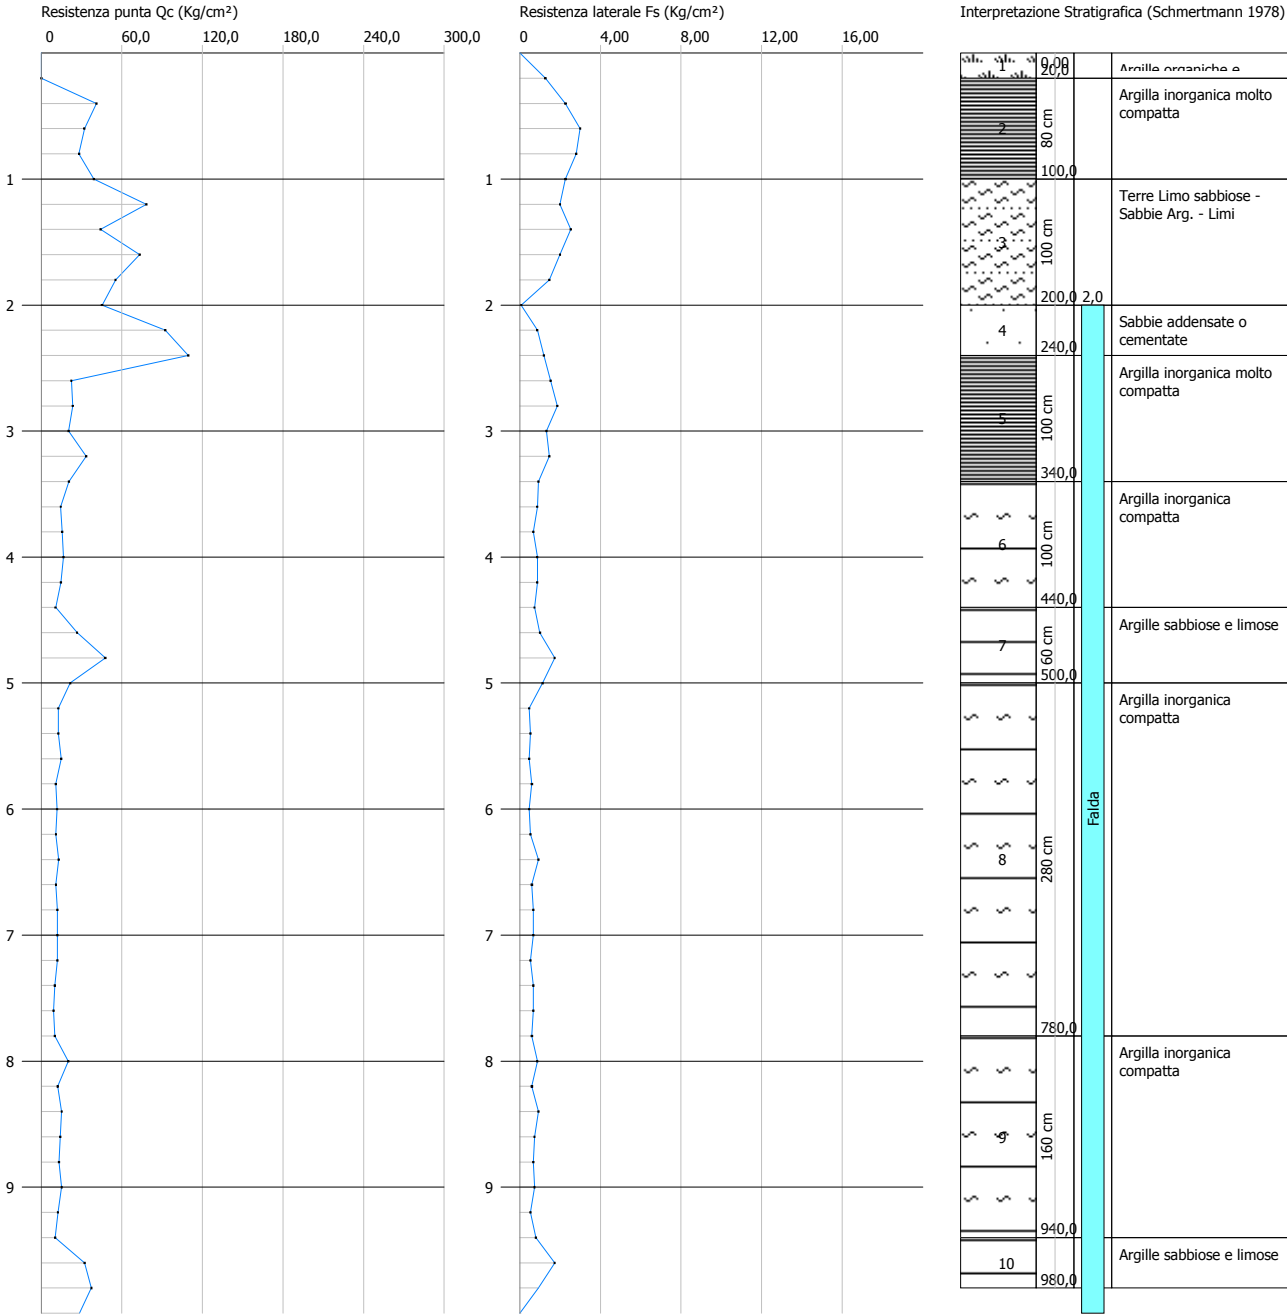 Resistenza punta Qc (Kg/cm²)
Resistenza laterale Fs (Kg/cm²)
Interpretazione Stratigrafica (Schmertmann 1978)
0 60,0 120,0 180,0 240,0 300,0
0 4,00 8,00 12,00 16,00
1 0,00
20,0
Argille organiche e
2 80 cm 100,0
Argilla inorganica molto
compatta
1 1
3 100 cm 200,0 2,0
Terre Limo sabbiose -
Sabbie Arg. - Limi
2 2
4 240,0
Sabbie addensate o
cementate
5 100 cm 340,0
Argilla inorganica molto
compatta
3 3
6 100 cm 440,0
Argilla inorganica
compatta
4 4
7 60 cm 500,0
Argille sabbiose e limose
5 5
8 280 cm 780,0
Argilla inorganica
compatta
6 6
Falda
7 7
8 8
9 160 cm 940,0
Argilla inorganica
compatta
9 9
10 980,0
Argille sabbiose e limose